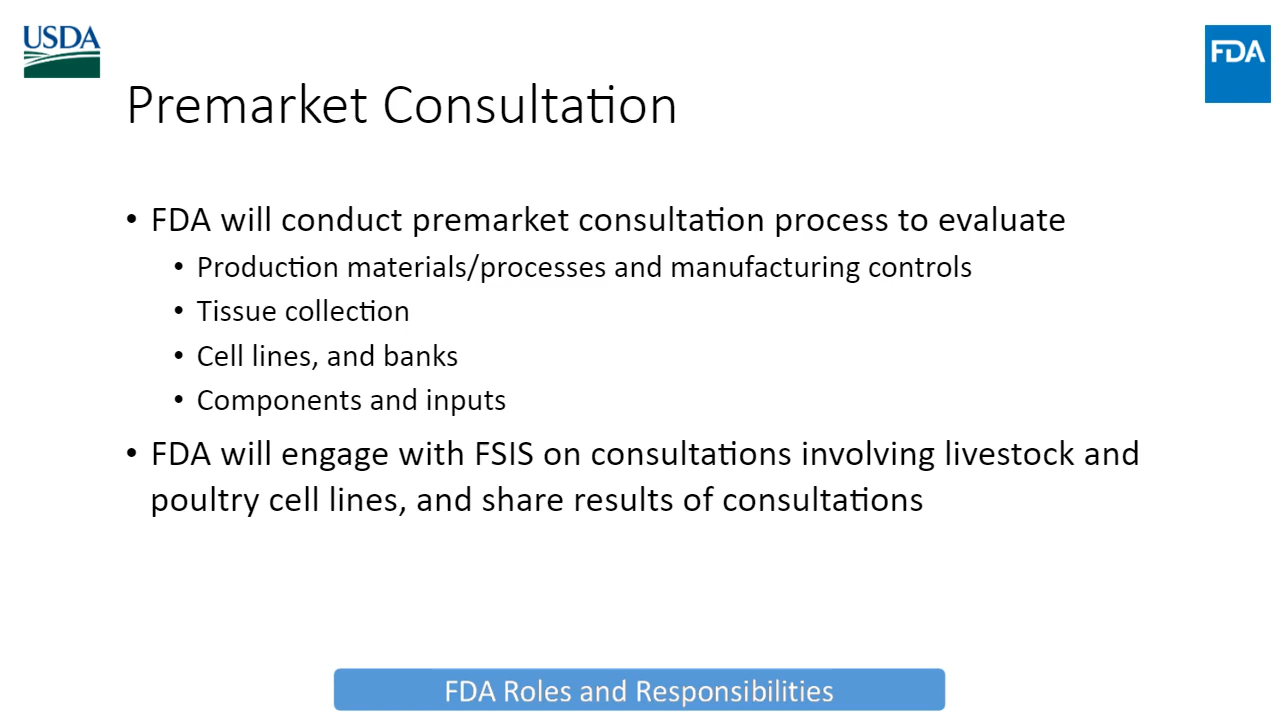 USDA
FDA
Premarket Consultation
• FDA will conduct premarket consultation process to evaluate
• Production materials/processes and manufacturing controls
• Tissue collection
• Cell lines, and banks
• Components and inputs
• FDA will engage with FSIS on consultations involving livestock and
poultry cell lines, and share results of consultations
FDA Roles and Responsibilities